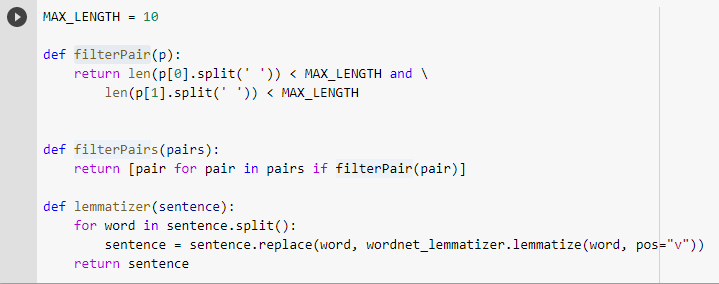 MAX_LENGTH = 10
def filterPair(p):
    return len(p[0].split(' ')) < MAX_LENGTH and \
        len(p[1].split(' ')) < MAX_LENGTH
def filterPairs(pairs):
    return [pair for pair in pairs if filterPair(pair)]
def lemmatizer(sentence):
    for word in sentence.split():
        sentence = sentence.replace(word, wordnet_lemmatizer.lemmatize(word, pos="v"))
    return sentence